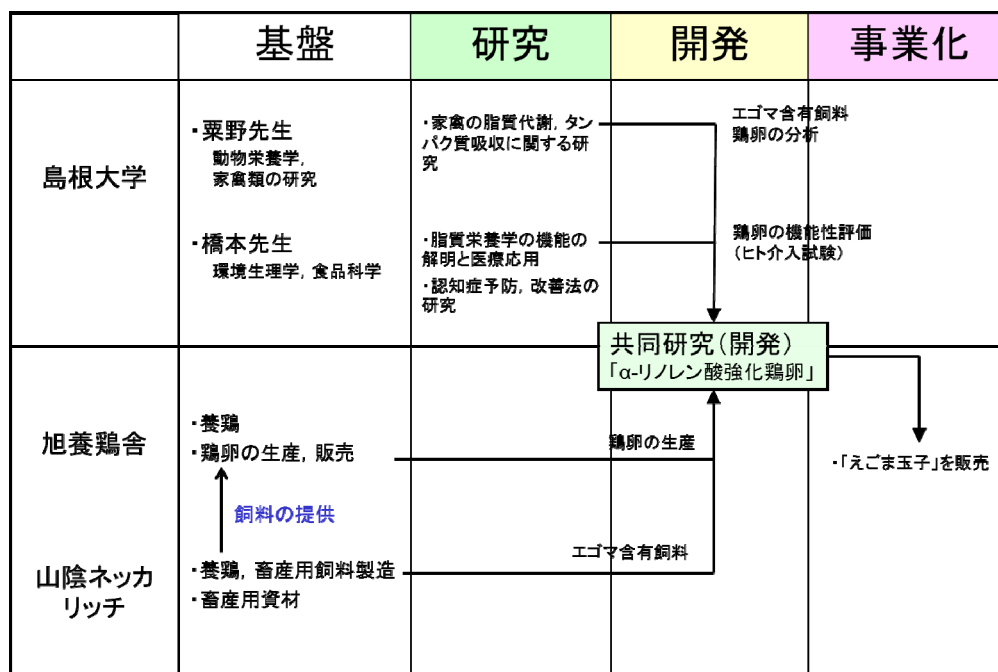 基盤
研究
開発
事業化
島根大学
・粟野先生
動物栄養学,
家禽類の研究
・橋本先生
環境生理学, 食品科学
・家禽の脂質代謝, タン
パク質吸収に関する研
究
・脂質栄養学の機能の
解明と医療応用
・認知症予防, 改善法の
研究
エゴマ含有飼料
鶏卵の分析
鶏卵の機能性評価
（ヒト介入試験）
共同研究（開発）
「α-リノレン酸強化鶏卵」
旭養鶏舎
・養鶏
・鶏卵の生産, 販売
鶏卵の生産
・「えごま玉子」を販売
飼料の提供
山陰ネッカ
リッチ
・養鶏, 畜産用飼料製造
・畜産用資材
エゴマ含有飼料